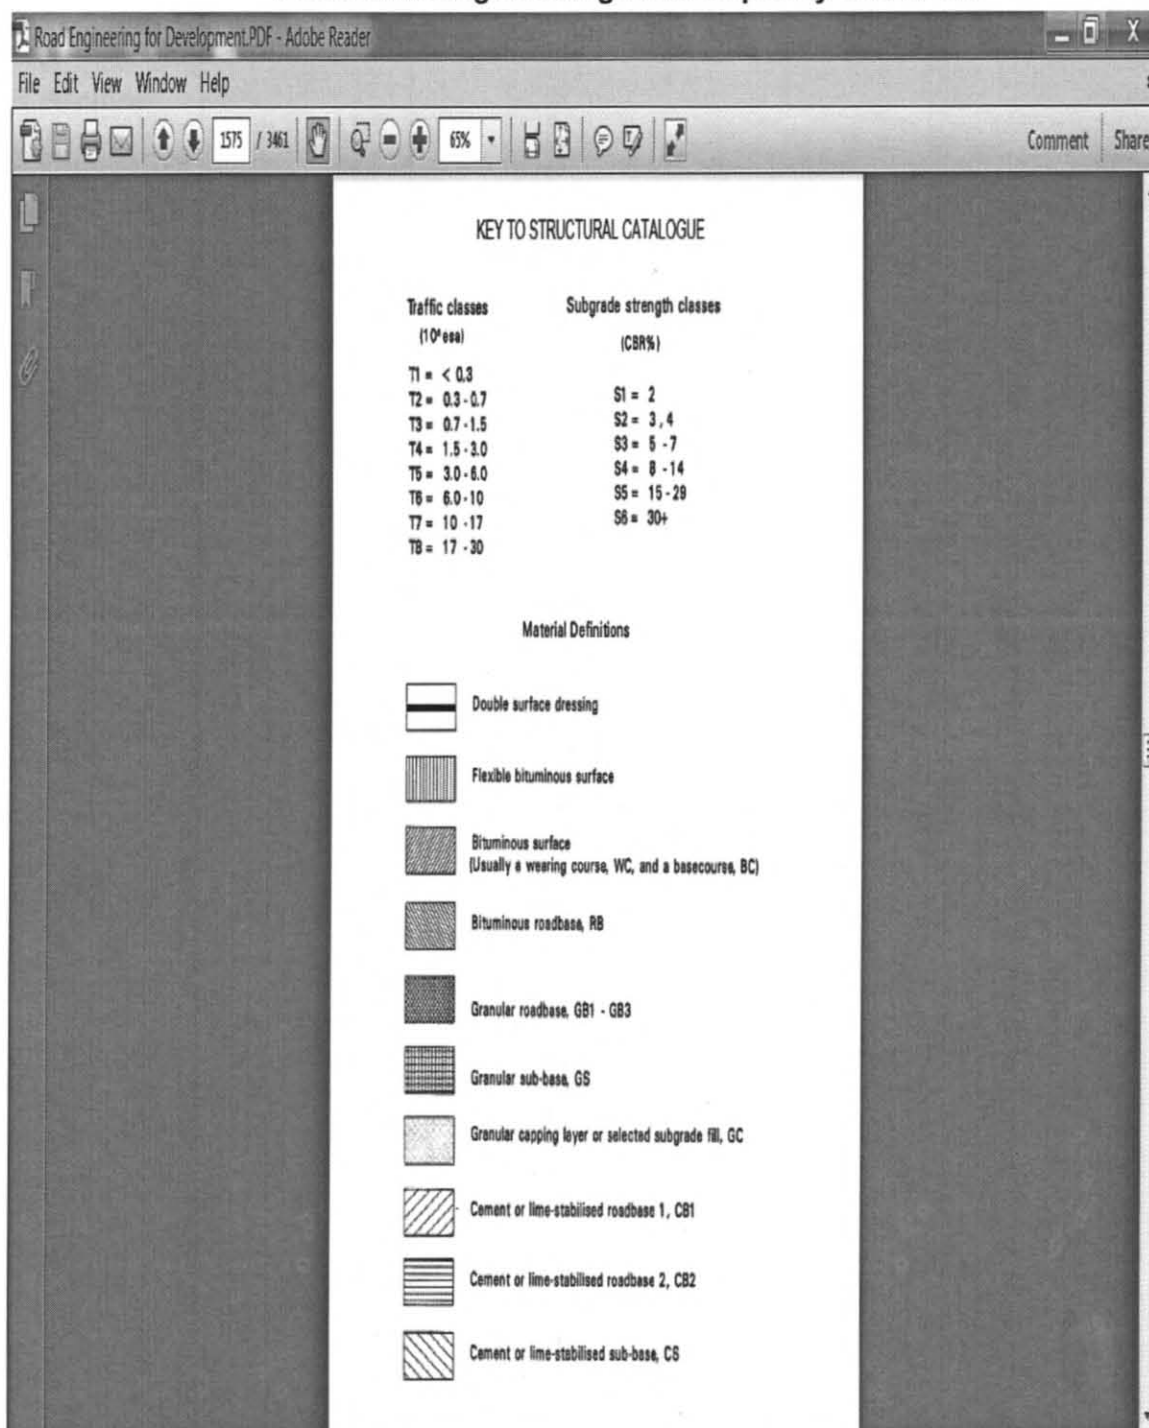 Road Engineering for Development.PDF - Adobe Reader
X
File Edit View Window Help
1575 / 3461
65%
Comment Share
KEY TO STRUCTURAL CATALOGUE
Traffic classes
(10⁶ esa)
T1 = < 0.3
T2 = 0.3 - 0.7
T3 = 0.7 - 1.5
T4 = 1.5 - 3.0
T5 = 3.0 - 6.0
T6 = 6.0 - 10
T7 = 10 - 17
T8 = 17 - 30
Subgrade strength classes
(CBR%)
S1 = 2
S2 = 3 , 4
S3 = 5 - 7
S4 = 8 - 14
S5 = 15 - 29
S6 = 30+
Material Definitions
Double surface dressing
Flexible bituminous surface
Bituminous surface
(Usually a wearing course, WC, and a basecourse, BC)
Bituminous roadbase, RB
Granular roadbase, GB1 - GB3
Granular sub-base, GS
Granular capping layer or selected subgrade fill, GC
Cement or lime-stabilised roadbase 1, CB1
Cement or lime-stabilised roadbase 2, CB2
Cement or lime-stabilised sub-base, CS